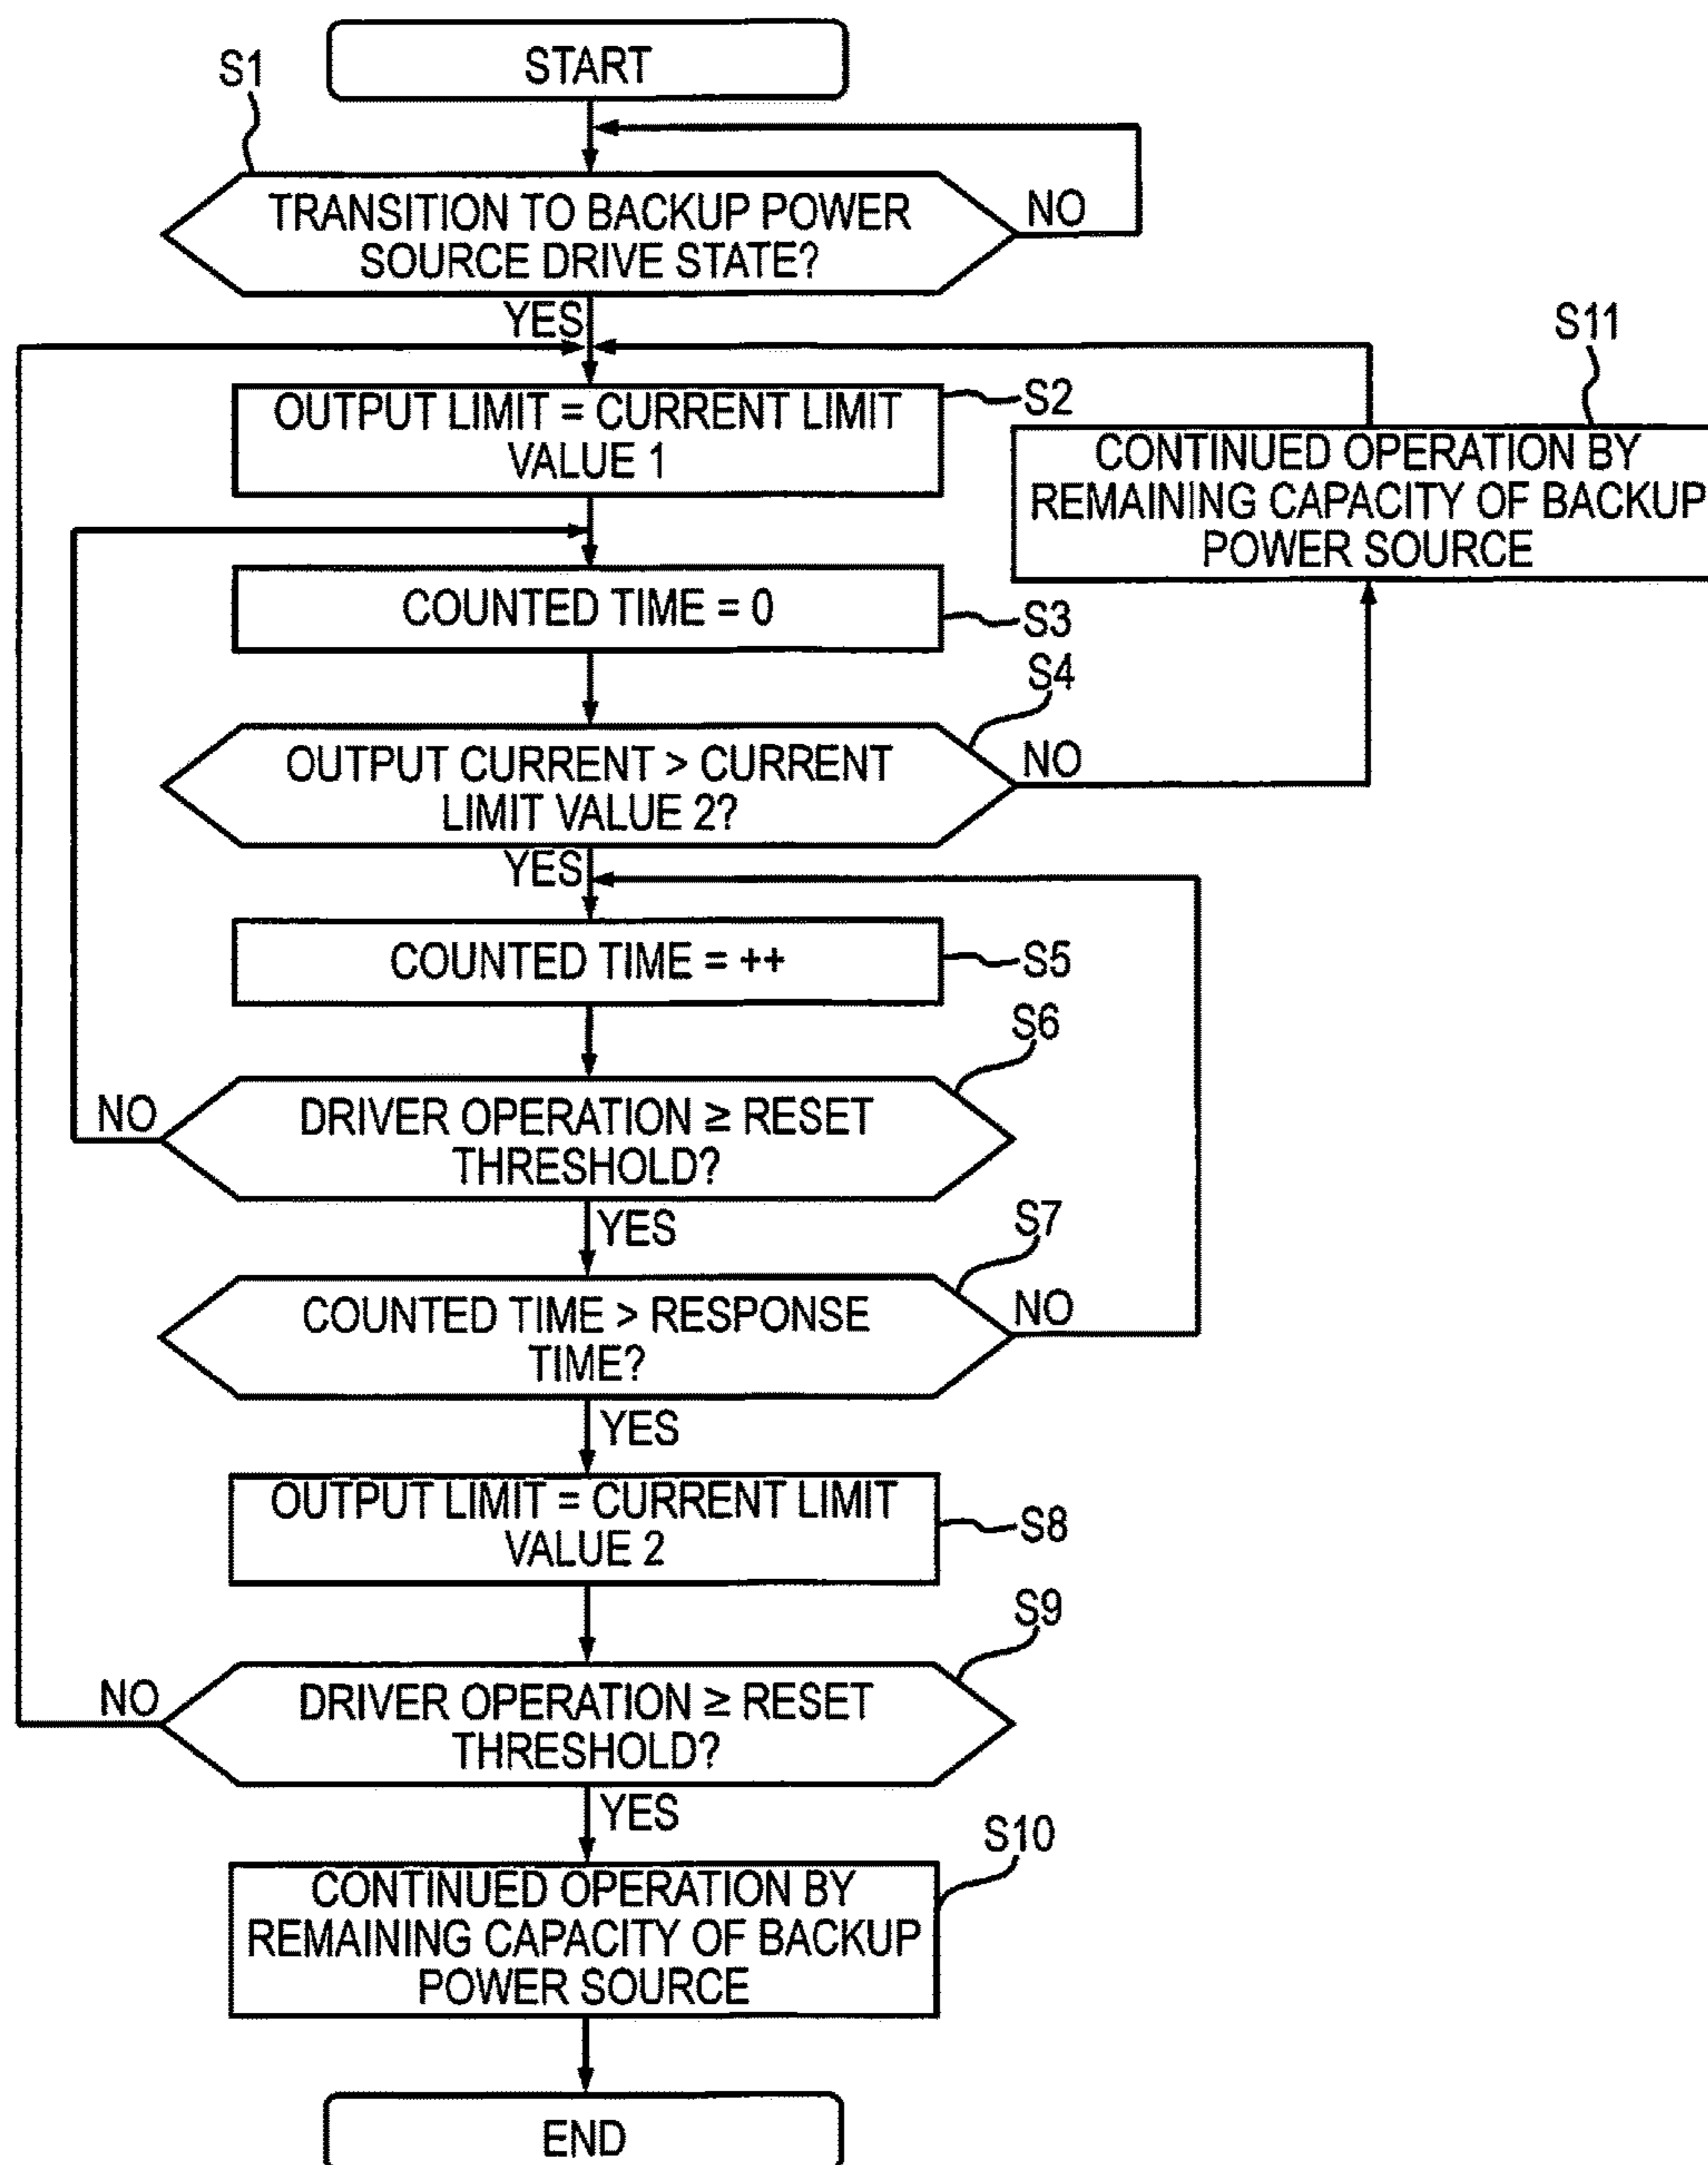 START
S1
TRANSITION TO BACKUP POWER
SOURCE DRIVE STATE?
NO
YES
OUTPUT LIMIT = CURRENT LIMIT
VALUE 1
S2
S11
CONTINUED OPERATION BY
REMAINING CAPACITY OF BACKUP
POWER SOURCE
COUNTED TIME = 0
S3
S4
OUTPUT CURRENT > CURRENT
LIMIT VALUE 2?
NO
YES
COUNTED TIME = ++
S5
S6
DRIVER OPERATION ≥ RESET
THRESHOLD?
NO
YES
S7
COUNTED TIME > RESPONSE
TIME?
NO
YES
OUTPUT LIMIT = CURRENT LIMIT
VALUE 2
S8
S9
DRIVER OPERATION ≥ RESET
THRESHOLD?
NO
YES
S10
CONTINUED OPERATION BY
REMAINING CAPACITY OF BACKUP
POWER SOURCE
END